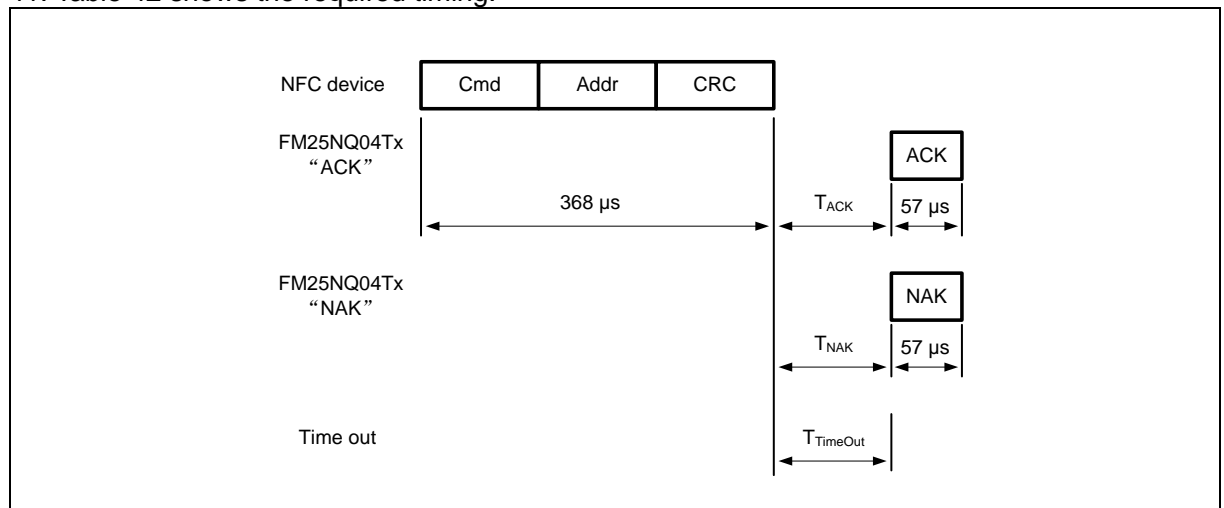 NFC device Cmd Addr CRC
FM25NQ04Tx
“ACK”
ACK
368 µs
TACK
57 µs
FM25NQ04Tx
“NAK”
NAK
TNAK
57 µs
Time out
TTimeOut